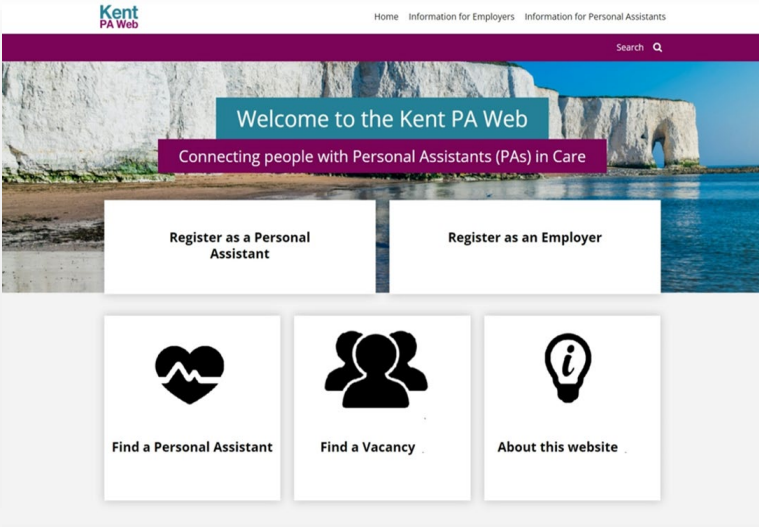 Kent
PA Web
Home Information for Employers Information for Personal Assistants
Search
Welcome to the Kent PA Web
Connecting people with Personal Assistants (PAs) in Care
Register as a Personal
Assistant
Register as an Employer
i
Find a Personal Assistant
Find a Vacancy
About this website